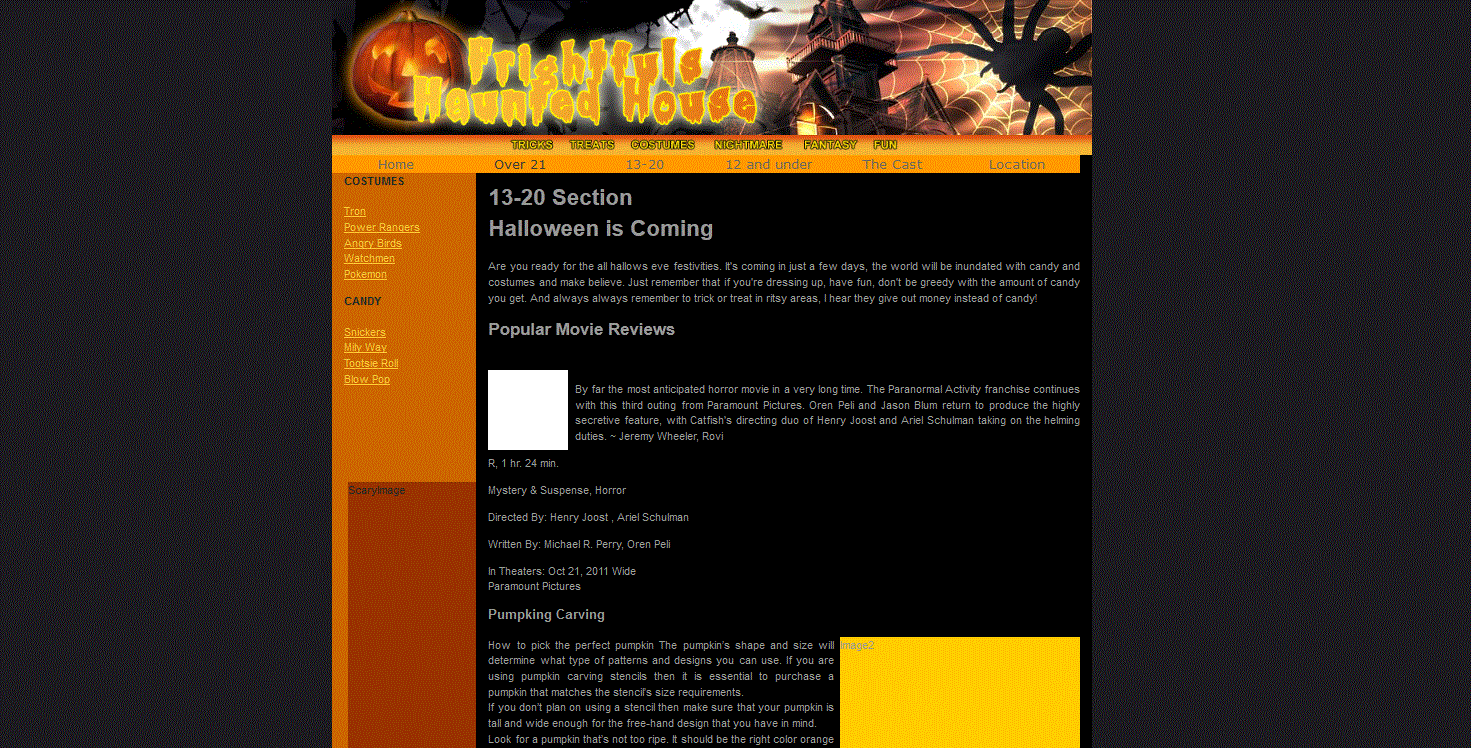 Frightfuls
Haunted House
TRICKS TREATS COSTUMES NIGHTMARE FANTASY FUN
Home Over 21 13-20 12 and under The Cast Location
COSTUMES
Tron
Power Rangers
Angry Birds
Watchmen
Pokemon
CANDY
Snickers
Mily Way
Tootsie Roll
Blow Pop
ScaryImage
13-20 Section
Halloween is Coming
Are you ready for the all hallows eve festivities. It's coming in just a few days, the world will be inundated with candy and
costumes and make believe. Just remember that if you're dressing up, have fun, don't be greedy with the amount of candy
you get. And always always remember to trick or treat in ritsy areas, I hear they give out money instead of candy!
Popular Movie Reviews
By far the most anticipated horror movie in a very long time. The Paranormal Activity franchise continues
with this third outing from Paramount Pictures. Oren Peli and Jason Blum return to produce the highly
secretive feature, with Catfish's directing duo of Henry Joost and Ariel Schulman taking on the helming
duties. ~ Jeremy Wheeler, Rovi
R, 1 hr. 24 min.
Mystery & Suspense, Horror
Directed By: Henry Joost , Ariel Schulman
Written By: Michael R. Perry, Oren Peli
In Theaters: Oct 21, 2011 Wide
Paramount Pictures
Pumpking Carving
How to pick the perfect pumpkin The pumpkin's shape and size will
determine what type of patterns and designs you can use. If you are
using pumpkin carving stencils then it is essential to purchase a
pumpkin that matches the stencil's size requirements.
If you don't plan on using a stencil then make sure that your pumpkin is
tall and wide enough for the free-hand design that you have in mind.
Look for a pumpkin that's not too ripe. It should be the right color orange
image2